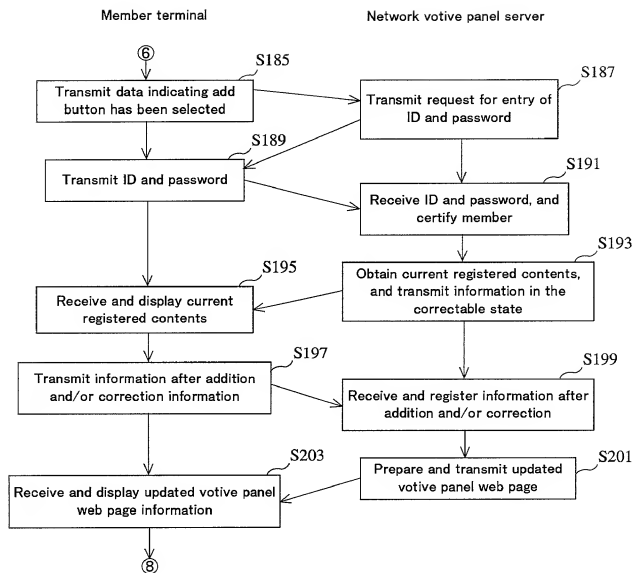 Member terminal
Network votive panel server
⑥
S185
Transmit data indicating add
button has been selected
S187
Transmit request for entry of
ID and password
S189
Transmit ID and password
S191
Receive ID and password, and
certify member
S193
Obtain current registered contents,
and transmit information in the
correctable state
S195
Receive and display current
registered contents
S197
Transmit information after addition
and/or correction information
S199
Receive and register information after
addition and/or correction
S201
Prepare and transmit updated
votive panel web page
S203
Receive and display updated votive panel
web page information
⑧